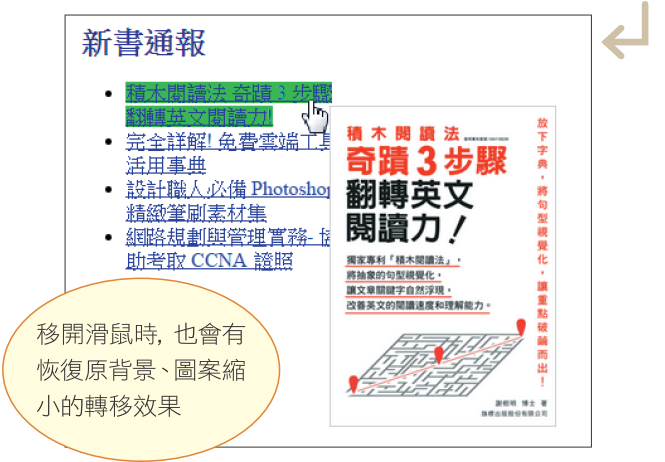 新書通報
積木閱讀法 奇蹟 3 步驟
翻轉英文閱讀力!
完全詳解! 免費雲端工具
活用事典
設計職人必備 Photoshop
精緻筆刷素材集
網路規劃與管理實務- 協
助考取 CCNA 證照
積木閱讀法
奇蹟3步驟
翻轉英文
閱讀力!
獨家專利「積木閱讀法」，
將抽象的句型視覺化，
讓文章關鍵字自然浮現，
改善英文的閱讀速度和理解能力。
放下字典，將句型視覺化，讓重點破繭而出！
謝樹明 博士 著
旗標出版股份有限公司
移開滑鼠時, 也會有
恢復原背景、圖案縮
小的轉移效果